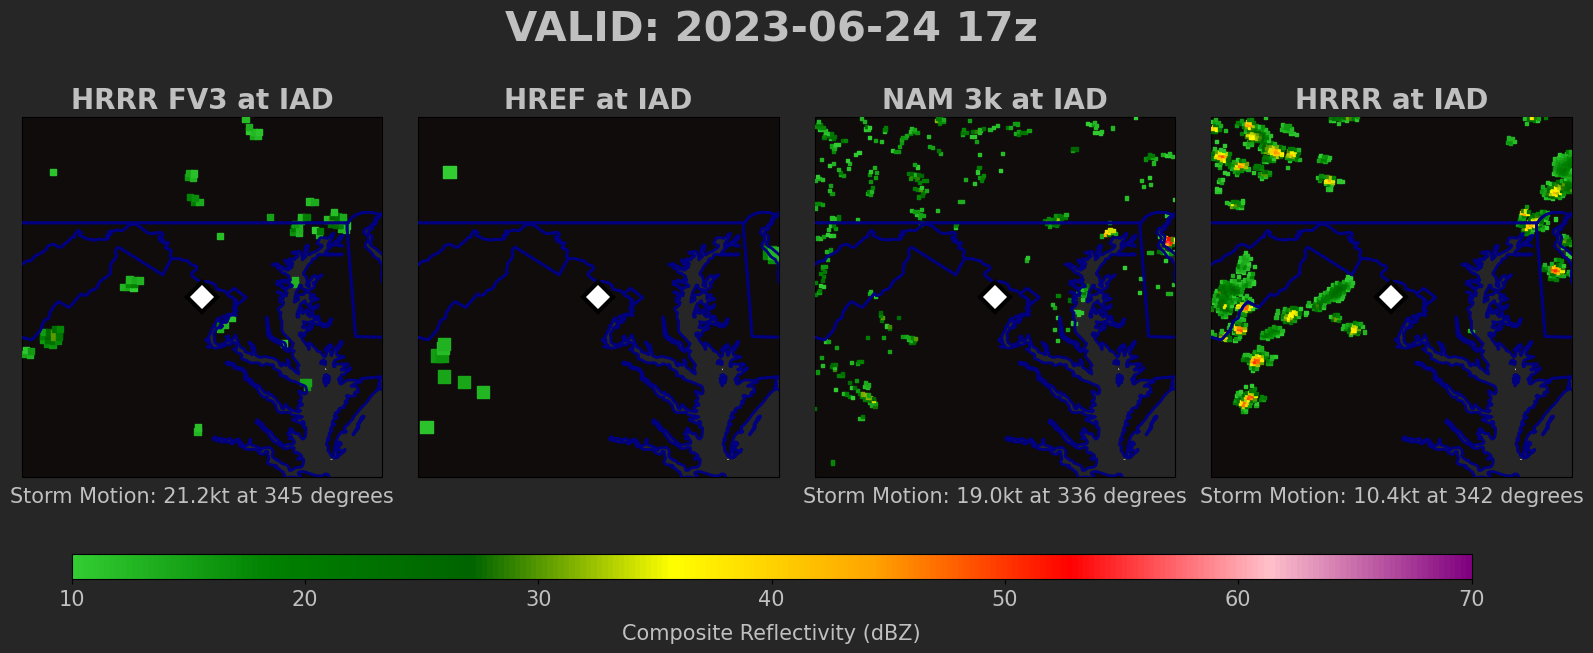 VALID: 2023-06-24 17z
HRRR FV3 at IAD
HREF at IAD
NAM 3k at IAD
HRRR at IAD
Storm Motion: 21.2kt at 345 degrees
Storm Motion: 19.0kt at 336 degrees
Storm Motion: 10.4kt at 342 degrees
10 20 30 40 50 60 70
Composite Reflectivity (dBZ)